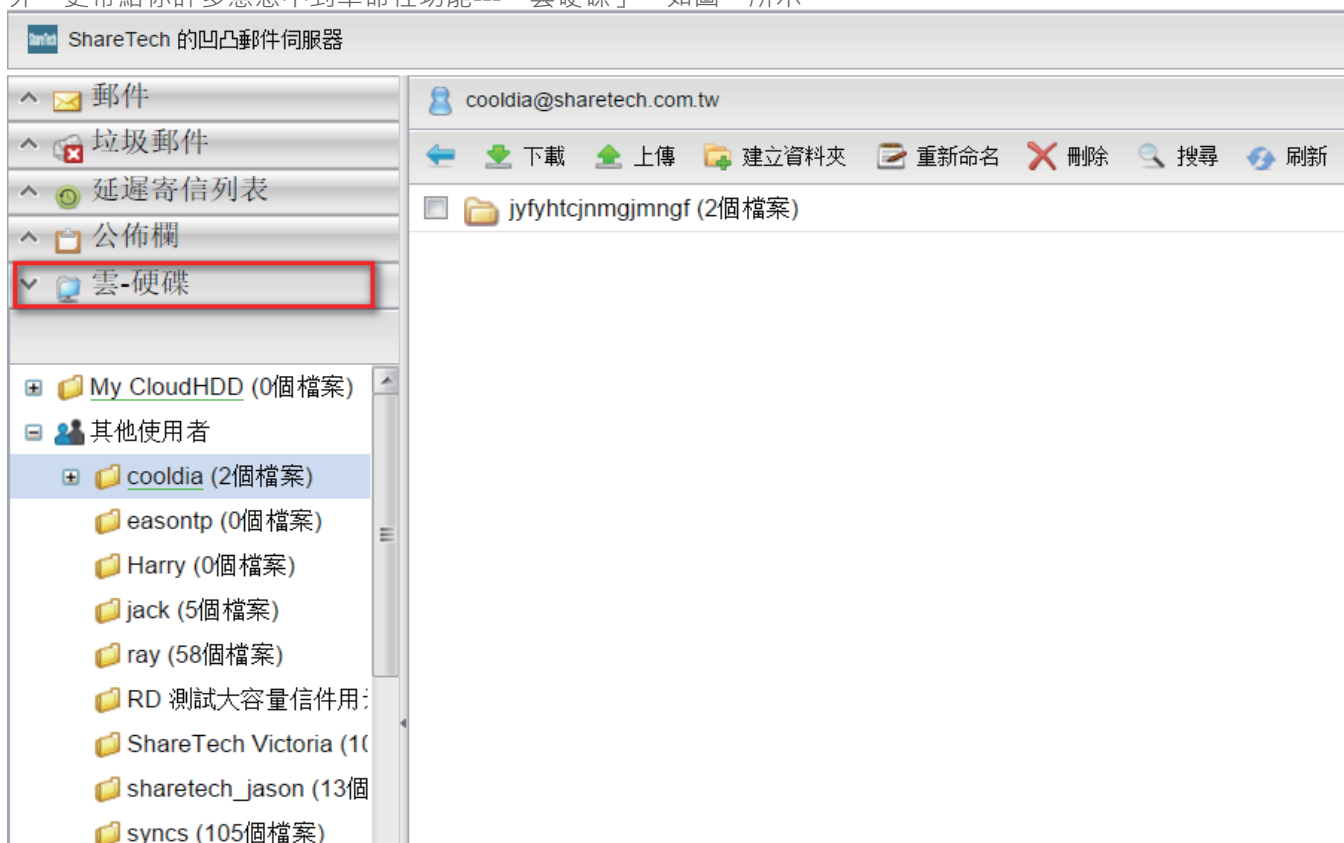 ShareTech 的凹凸郵件伺服器
郵件
垃圾郵件
延遲寄信列表
公佈欄
雲-硬碟
My CloudHDD (0個檔案)
其他使用者
cooldia (2個檔案)
easontp (0個檔案)
Harry (0個檔案)
jack (5個檔案)
ray (58個檔案)
RD 測試大容量信件用
ShareTech Victoria (10
sharetech_jason (13個
syncs (105個檔案)
cooldia@sharetech.com.tw
下載 上傳 建立資料夾 重新命名 刪除 搜尋 刷新
jyfyhtcjnmgjmngf (2個檔案)